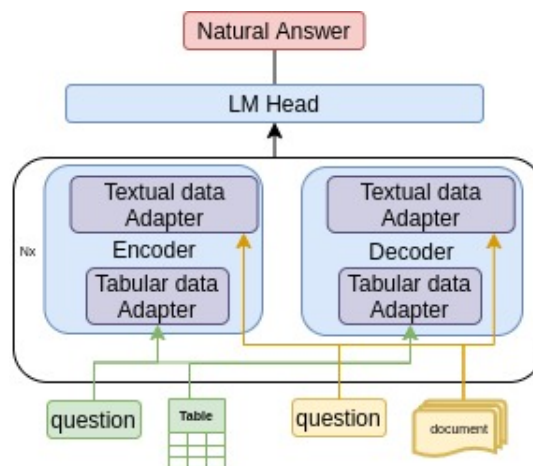 Natural Answer
LM Head
Textual data
Adapter
Encoder
Tabular data
Adapter
Textual data
Adapter
Decoder
Tabular data
Adapter
Nx
question
Table
question
document